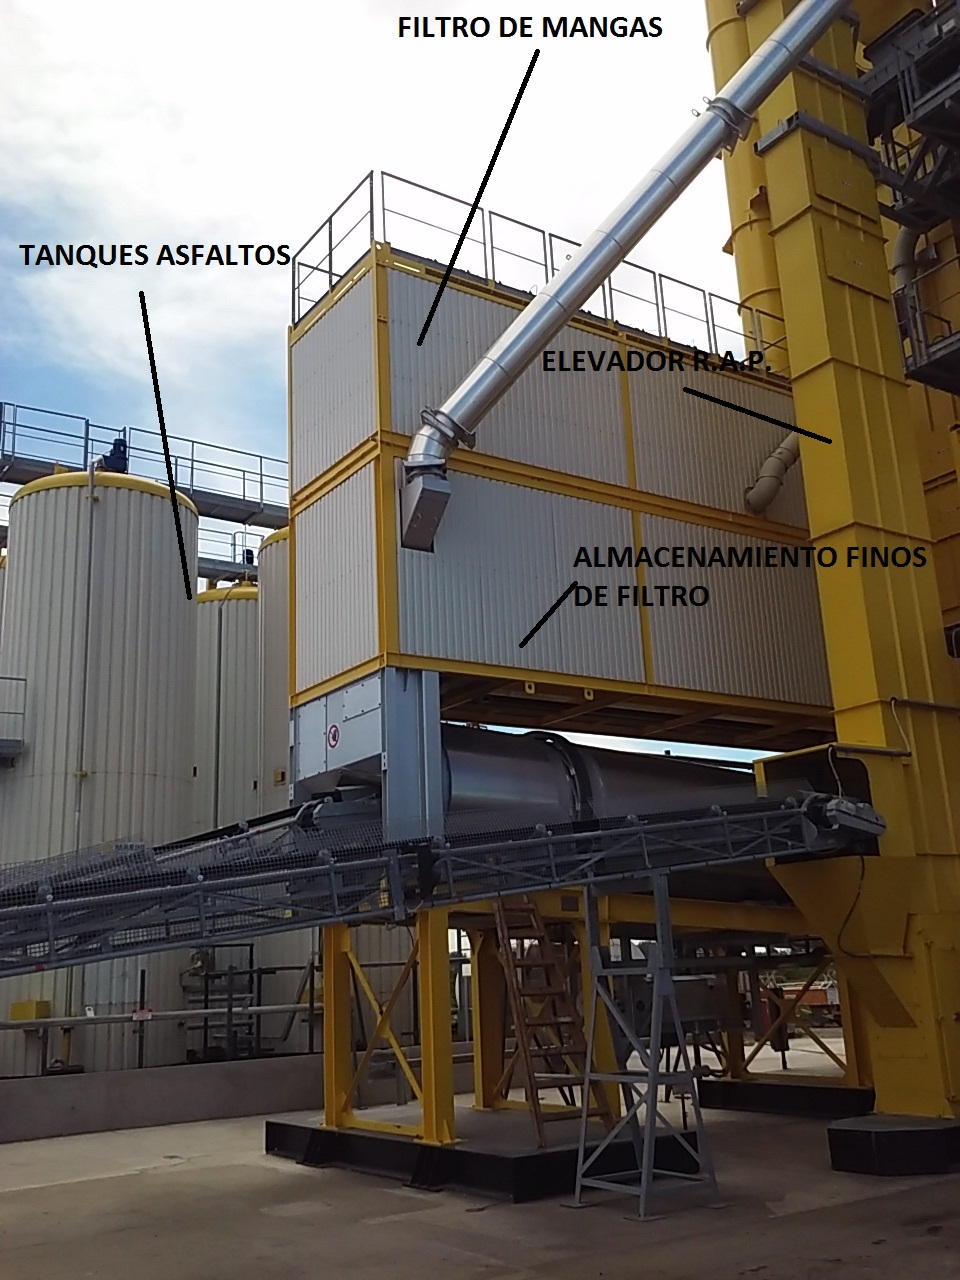 FILTRO DE MANGAS
TANQUES ASFALTOS
ELEVADOR R.A.P.
ALMACENAMIENTO FINOS
DE FILTRO